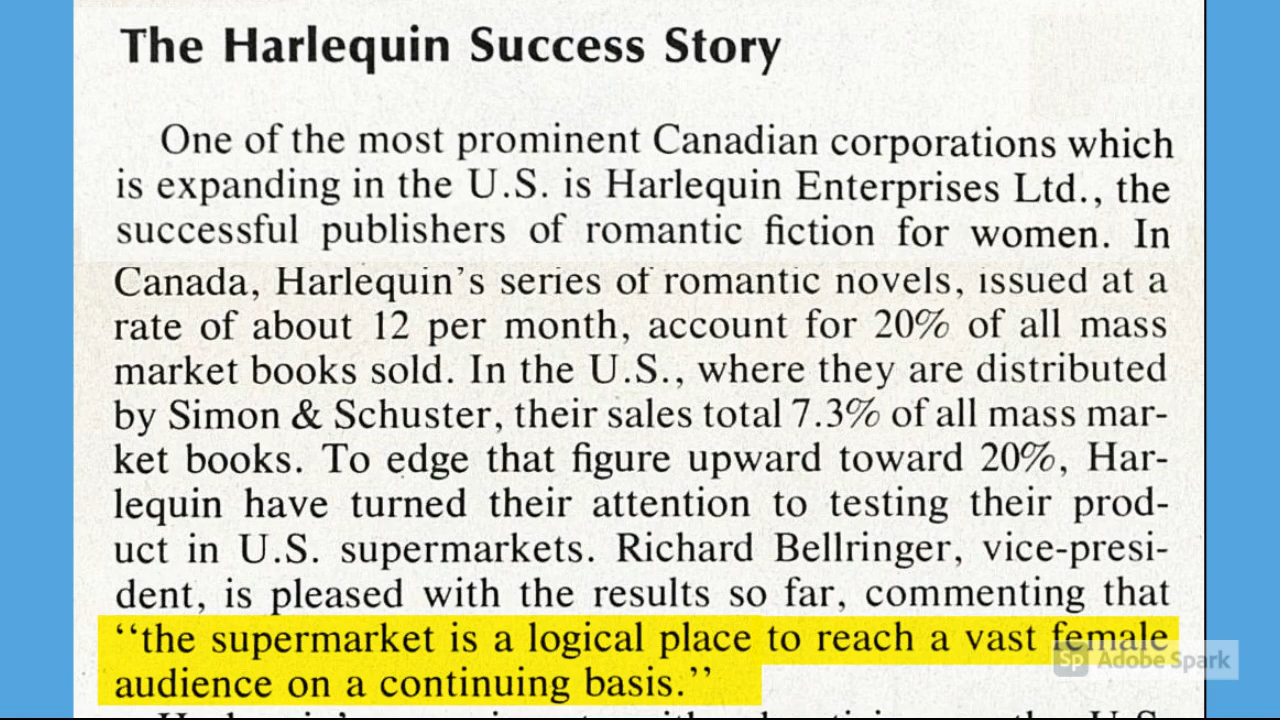 The Harlequin Success Story
One of the most prominent Canadian corporations which
is expanding in the U.S. is Harlequin Enterprises Ltd., the
successful publishers of romantic fiction for women. In
Canada, Harlequin's series of romantic novels, issued at a
rate of about 12 per month, account for 20% of all mass
market books sold. In the U.S., where they are distributed
by Simon & Schuster, their sales total 7.3% of all mass mar-
ket books. To edge that figure upward toward 20%, Har-
lequin have turned their attention to testing their prod-
uct in U.S. supermarkets. Richard Bellringer, vice-presi-
dent, is pleased with the results so far, commenting that
‘‘the supermarket is a logical place to reach a vast female
audience on a continuing basis.’’
Sp Adobe Spark